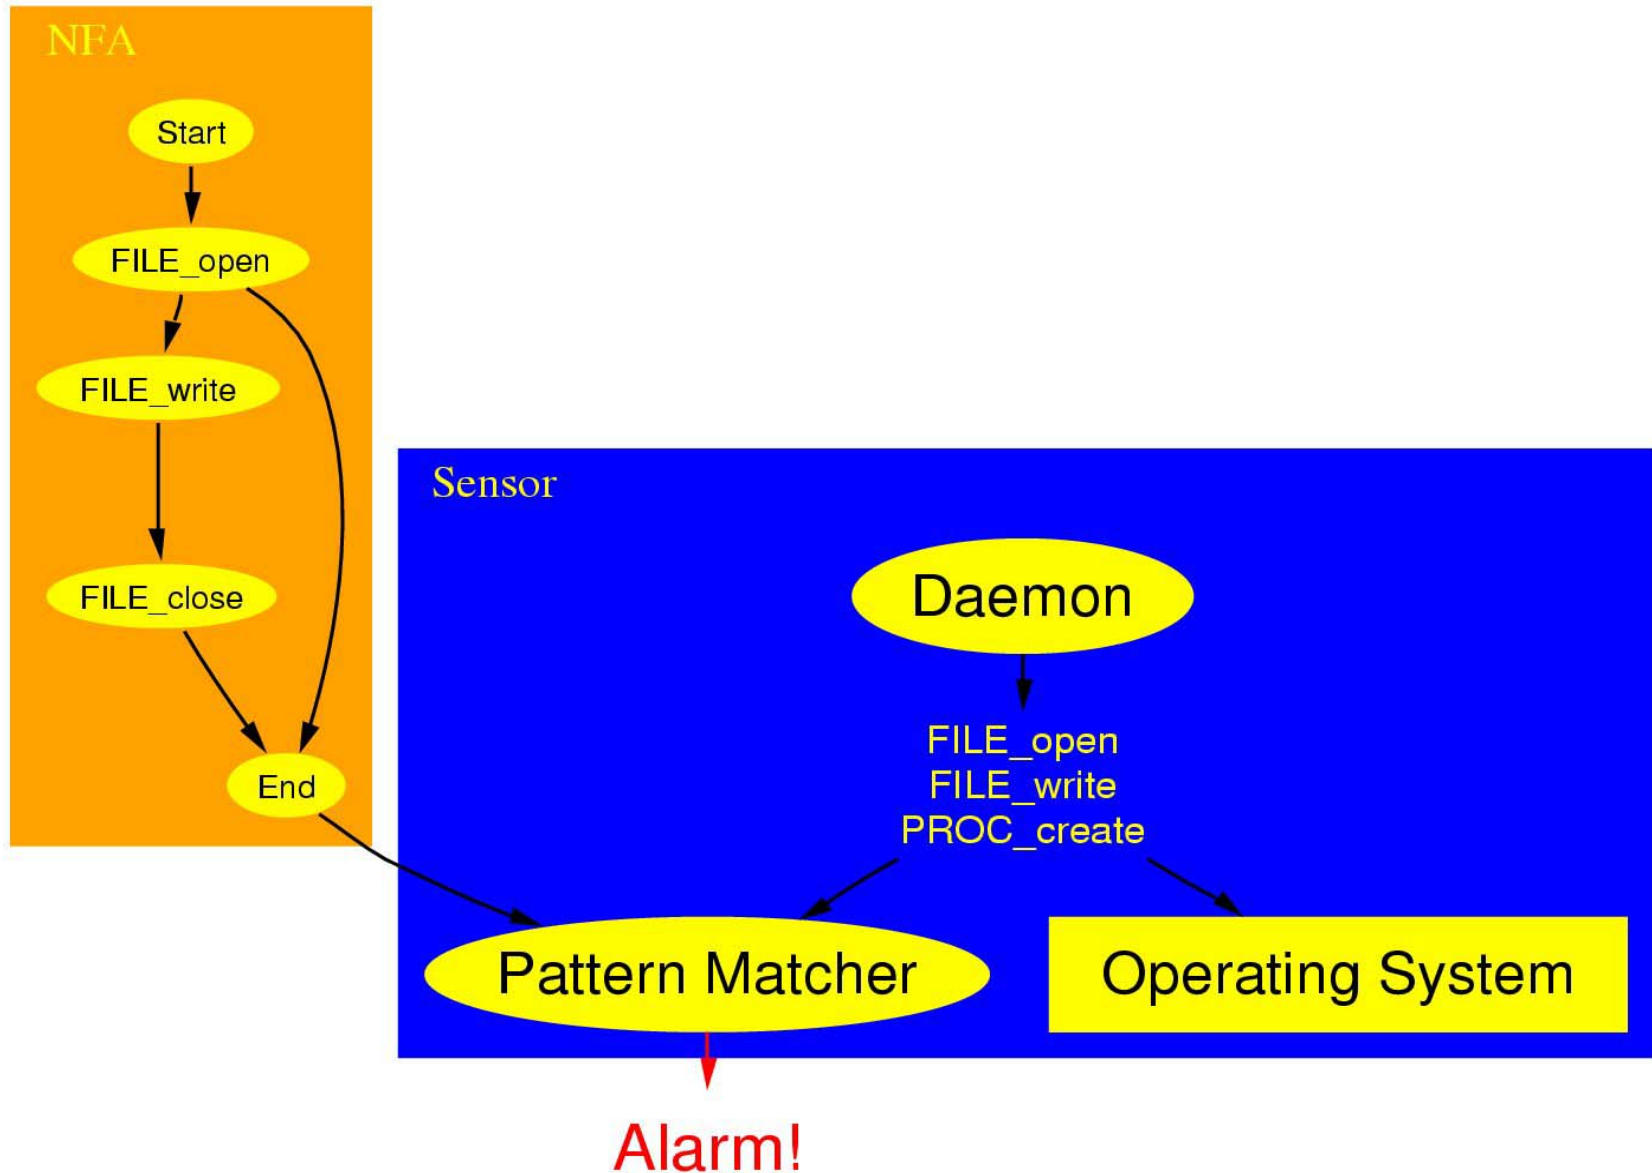 NFA
Start
FILE_open
FILE_write
FILE_close
End
Sensor
Daemon
FILE_open
FILE_write
PROC_create
Pattern Matcher
Operating System
Alarm!